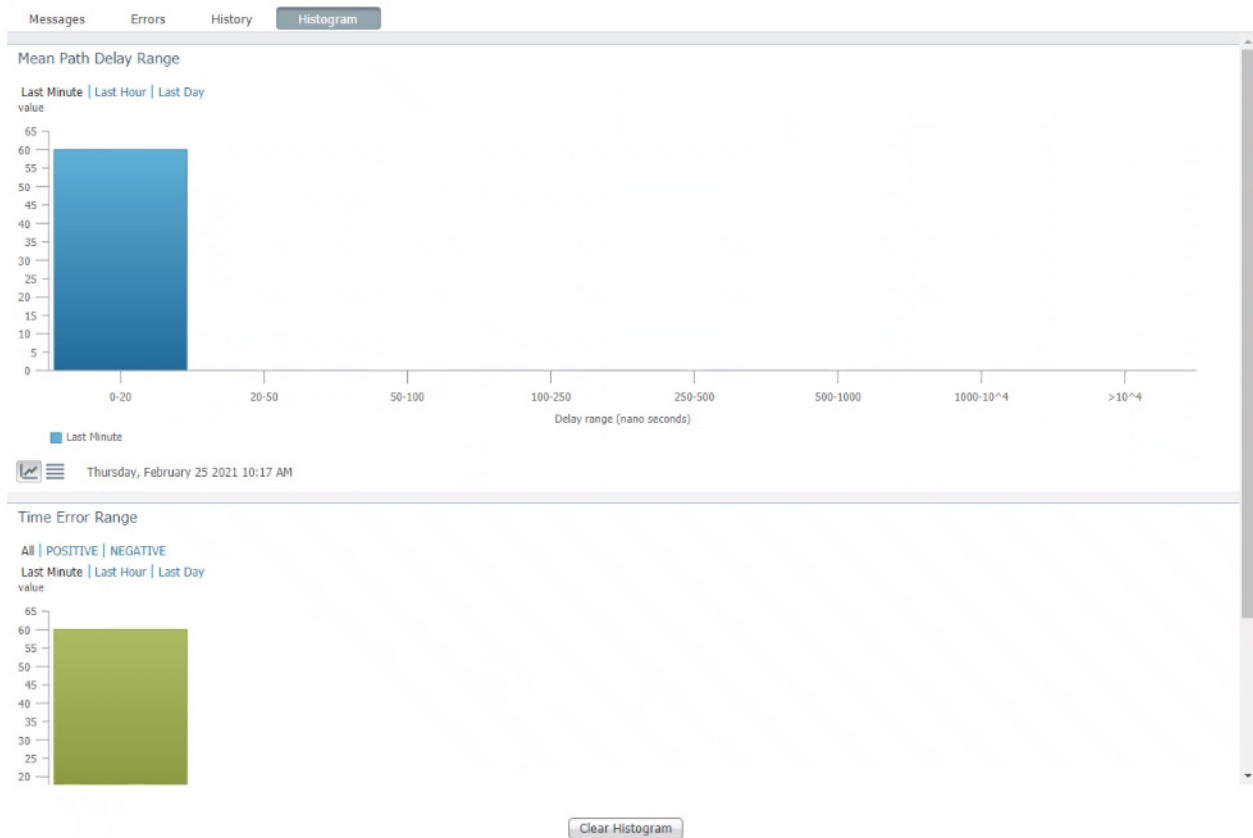 Messages Errors History Histogram
Mean Path Delay Range
Last Minute | Last Hour | Last Day
value
65
60
55
50
45
40
35
30
25
20
15
10
5
0
0-20 20-50 50-100 100-250 250-500 500-1000 1000-10^4 >10^4
Delay range (nano seconds)
Last Minute
Thursday, February 25 2021 10:17 AM
Time Error Range
All | POSITIVE | NEGATIVE
Last Minute | Last Hour | Last Day
value
65
60
55
50
45
40
35
30
25
20
Clear Histogram